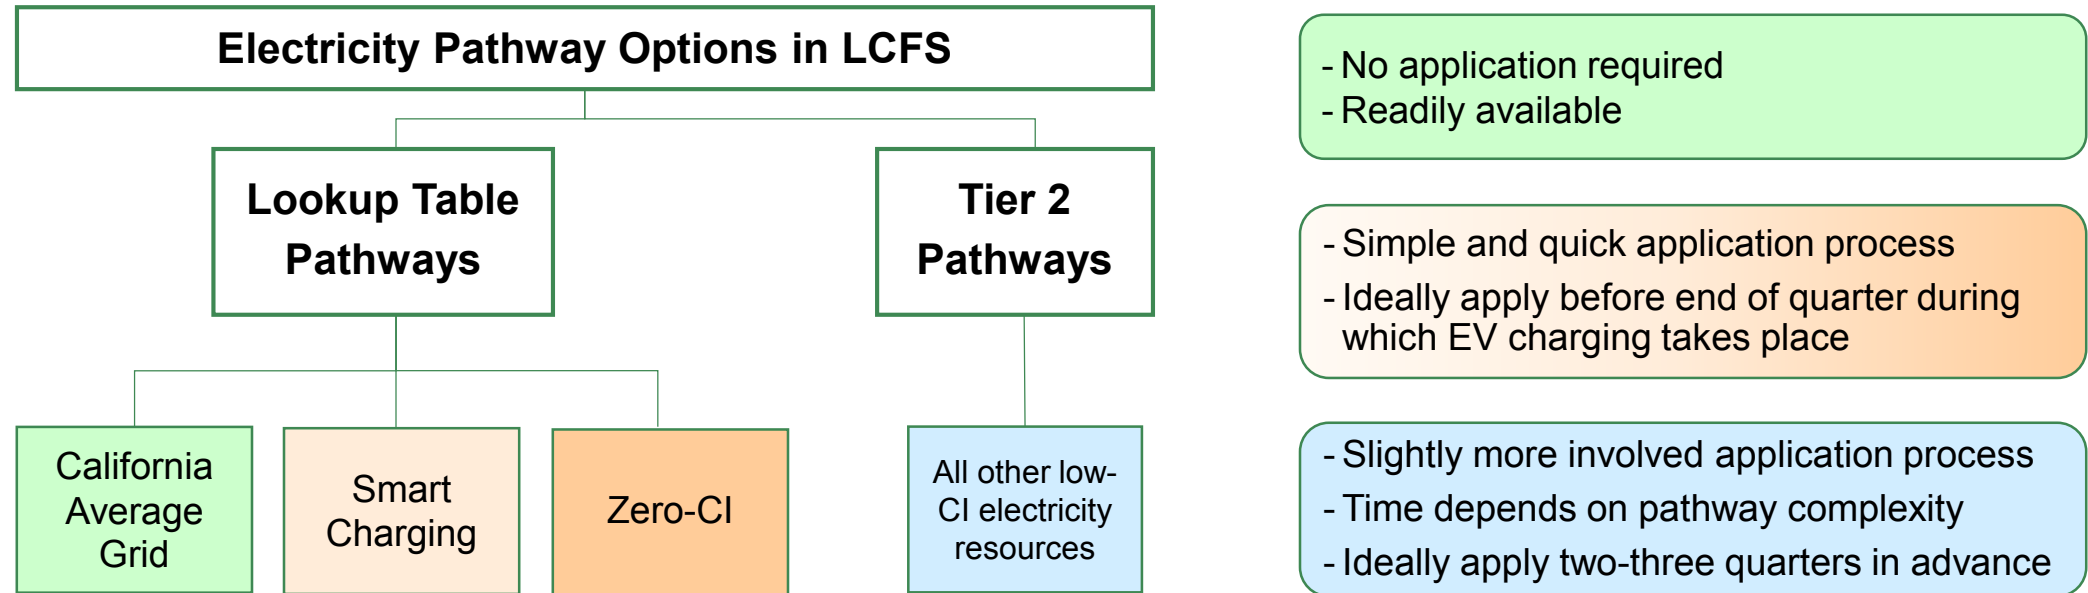 Electricity Pathway Options in LCFS
Lookup Table
Pathways
Tier 2
Pathways
California
Average
Grid
Smart
Charging
Zero-CI
All other low-
CI electricity
resources
- No application required
- Readily available
- Simple and quick application process
- Ideally apply before end of quarter during
which EV charging takes place
- Slightly more involved application process
- Time depends on pathway complexity
- Ideally apply two-three quarters in advance